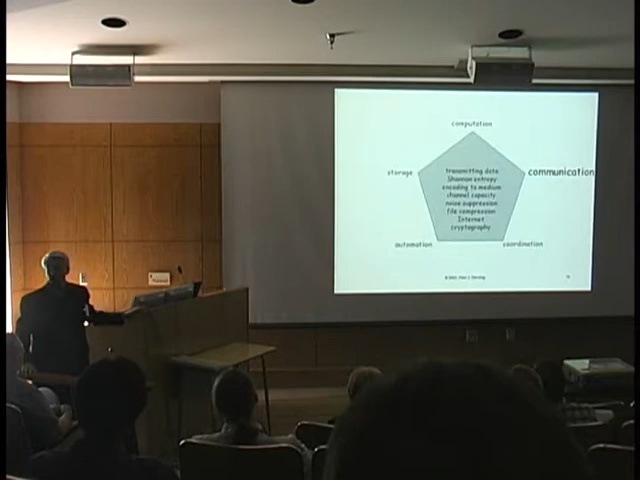 computation
storage
communication
transmitting data
Shannon entropy
encoding to medium
channel capacity
noise suppression
file compression
Internet
cryptography
automation
coordination